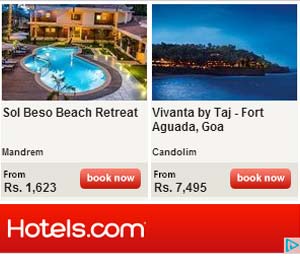 Sol Beso Beach Retreat
Mandrem
From
Rs. 1,623
book now
Vivanta by Taj - Fort
Aguada, Goa
Candolim
From
Rs. 7,495
book now
Hotels.com